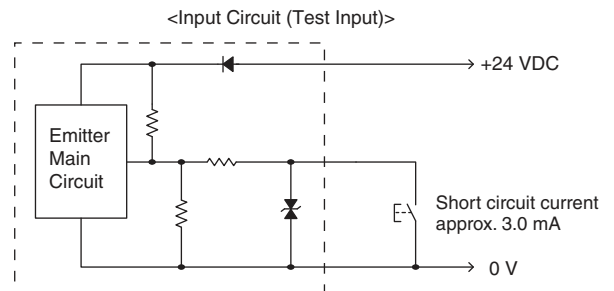 <Input Circuit (Test Input)>
+24 VDC
Emitter
Main
Circuit
Short circuit current
approx. 3.0 mA
0 V